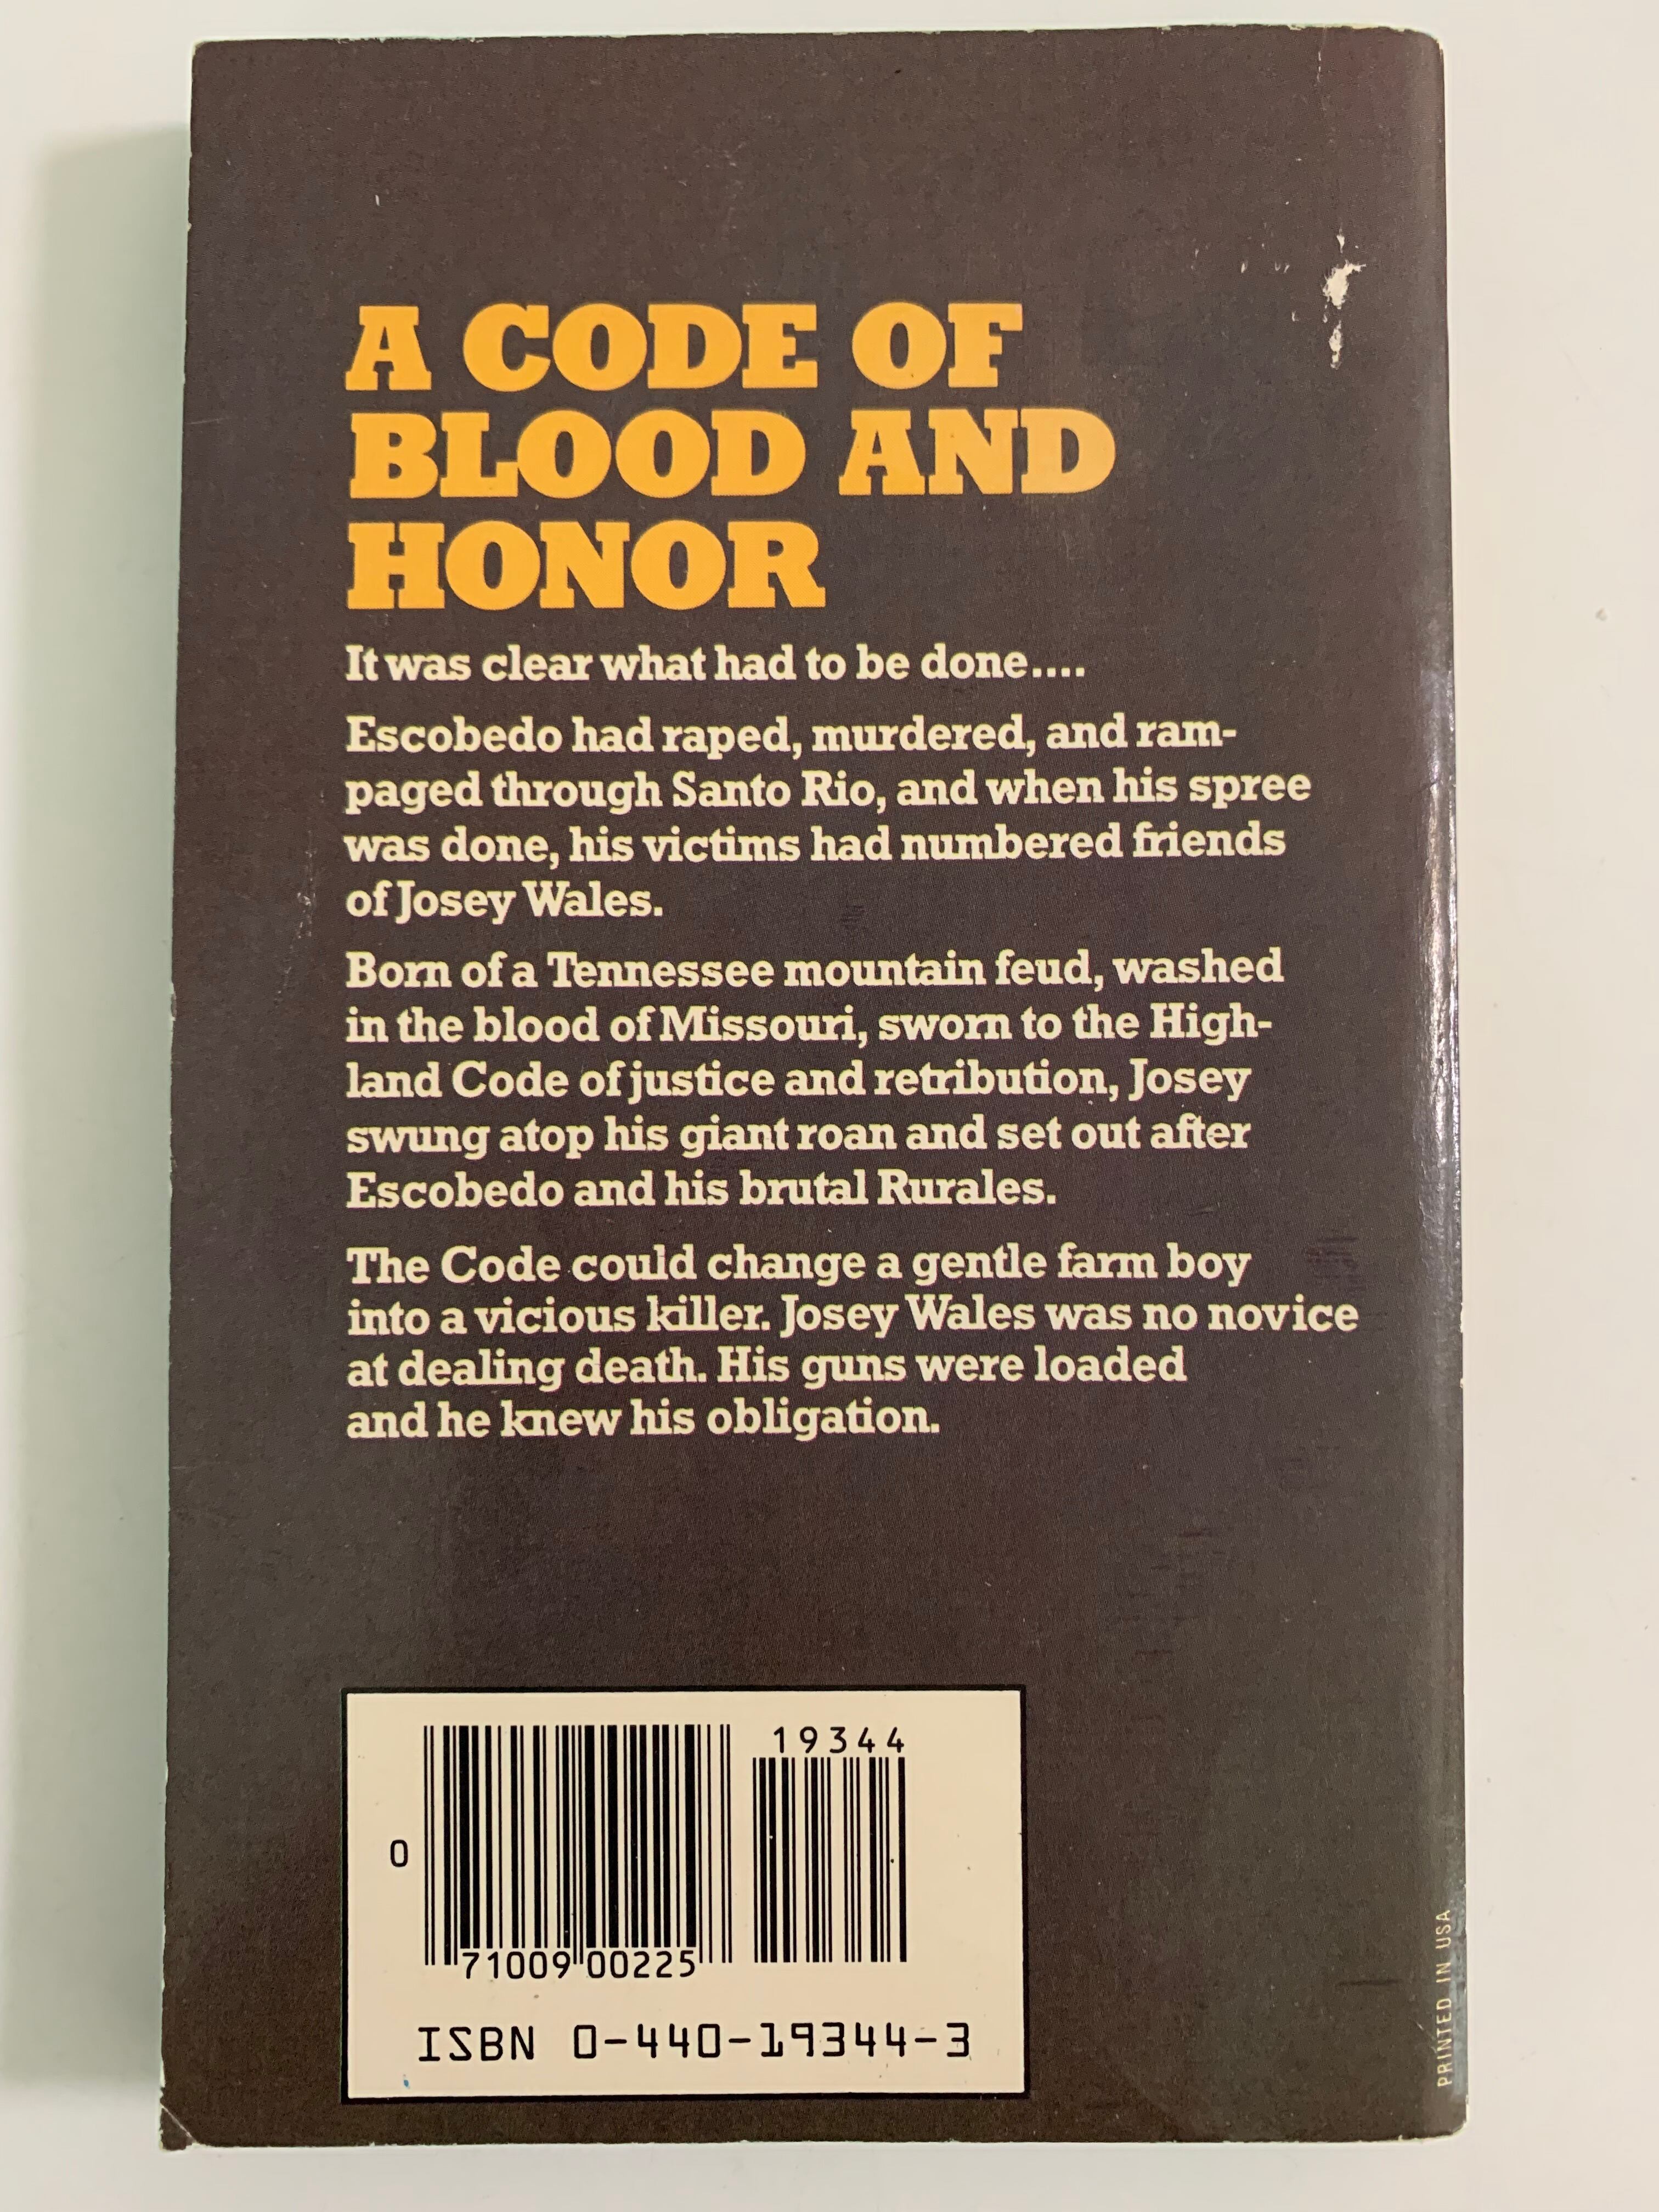 A CODE OF
BLOOD AND
HONOR
It was clear what had to be done....
Escobedo had raped, murdered, and ram-
paged through Santo Rio, and when his spree
was done, his victims had numbered friends
of Josey Wales.
Born of a Tennessee mountain feud, washed
in the blood of Missouri, sworn to the High-
land Code of justice and retribution, Josey
swung atop his giant roan and set out after
Escobedo and his brutal Rurales.
The Code could change a gentle farm boy
into a vicious killer. Josey Wales was no novice
at dealing death. His guns were loaded
and he knew his obligation.
19344
0
71009 00225
ISBN 0-440-19344-3
PRINTED IN USA